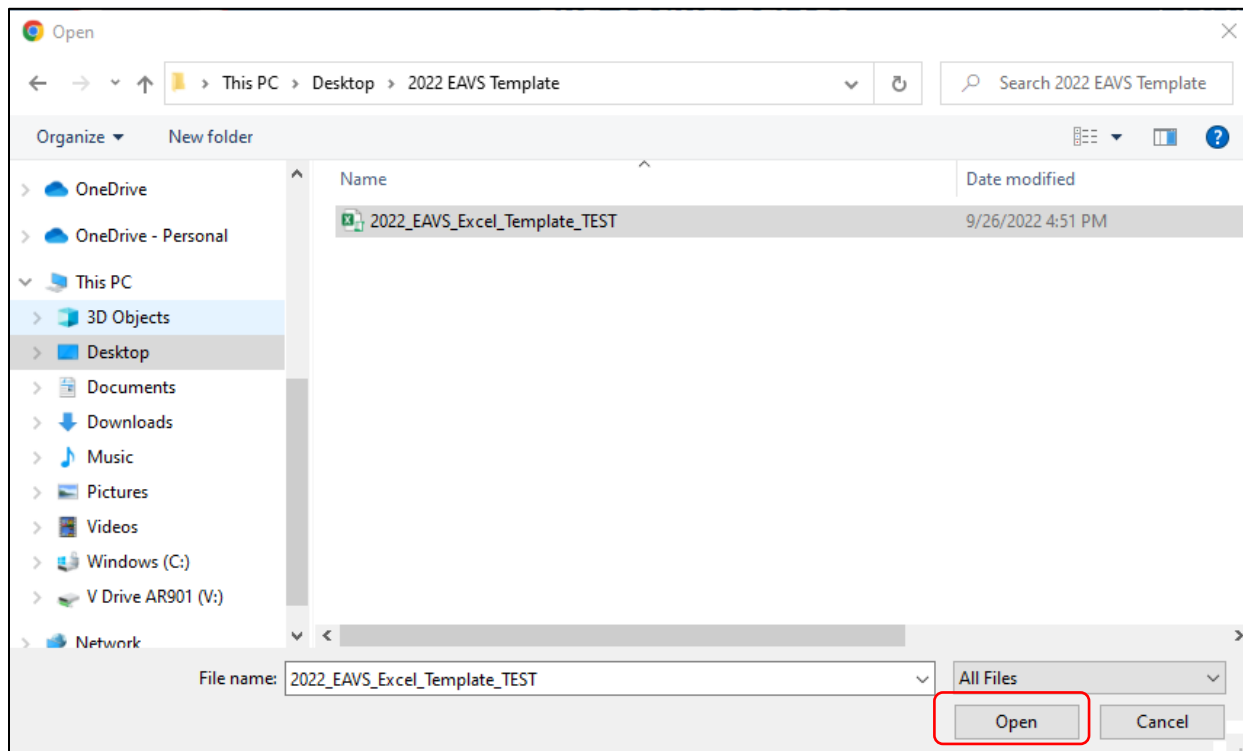 Open
This PC > Desktop > 2022 EAVS Template
Search 2022 EAVS Template
Organize
New folder
Name
Date modified
OneDrive
OneDrive - Personal
This PC
3D Objects
Desktop
Documents
Downloads
Music
Pictures
Videos
Windows (C:)
V Drive AR901 (V:)
Network
2022_EAVS_Excel_Template_TEST
9/26/2022 4:51 PM
File name:
2022_EAVS_Excel_Template_TEST
All Files
Open
Cancel